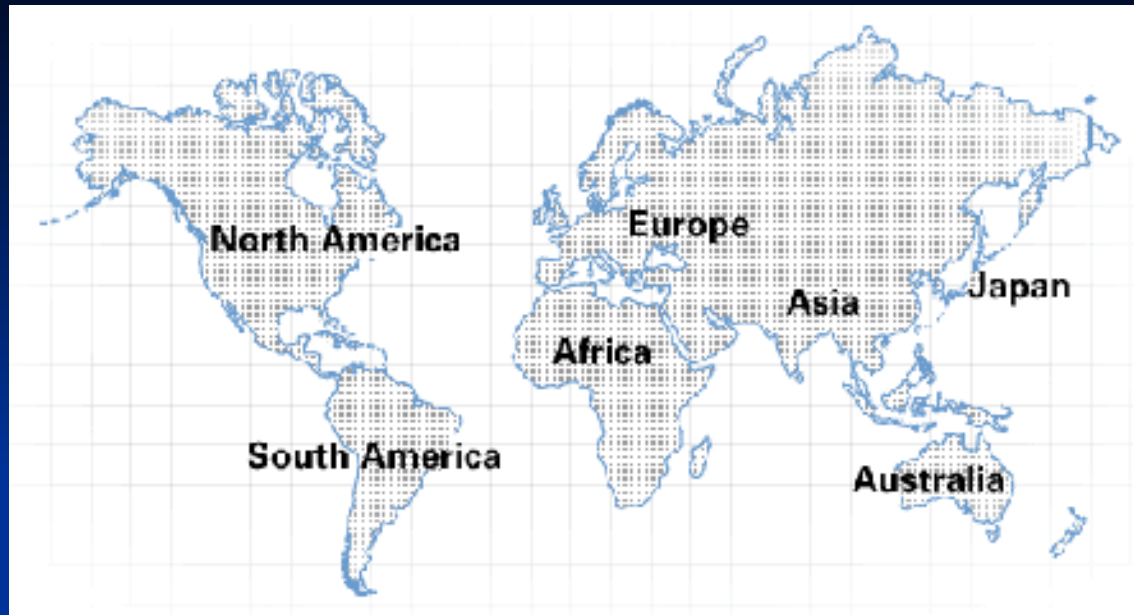 North America
Europe
Asia
Japan
Africa
South America
Australia